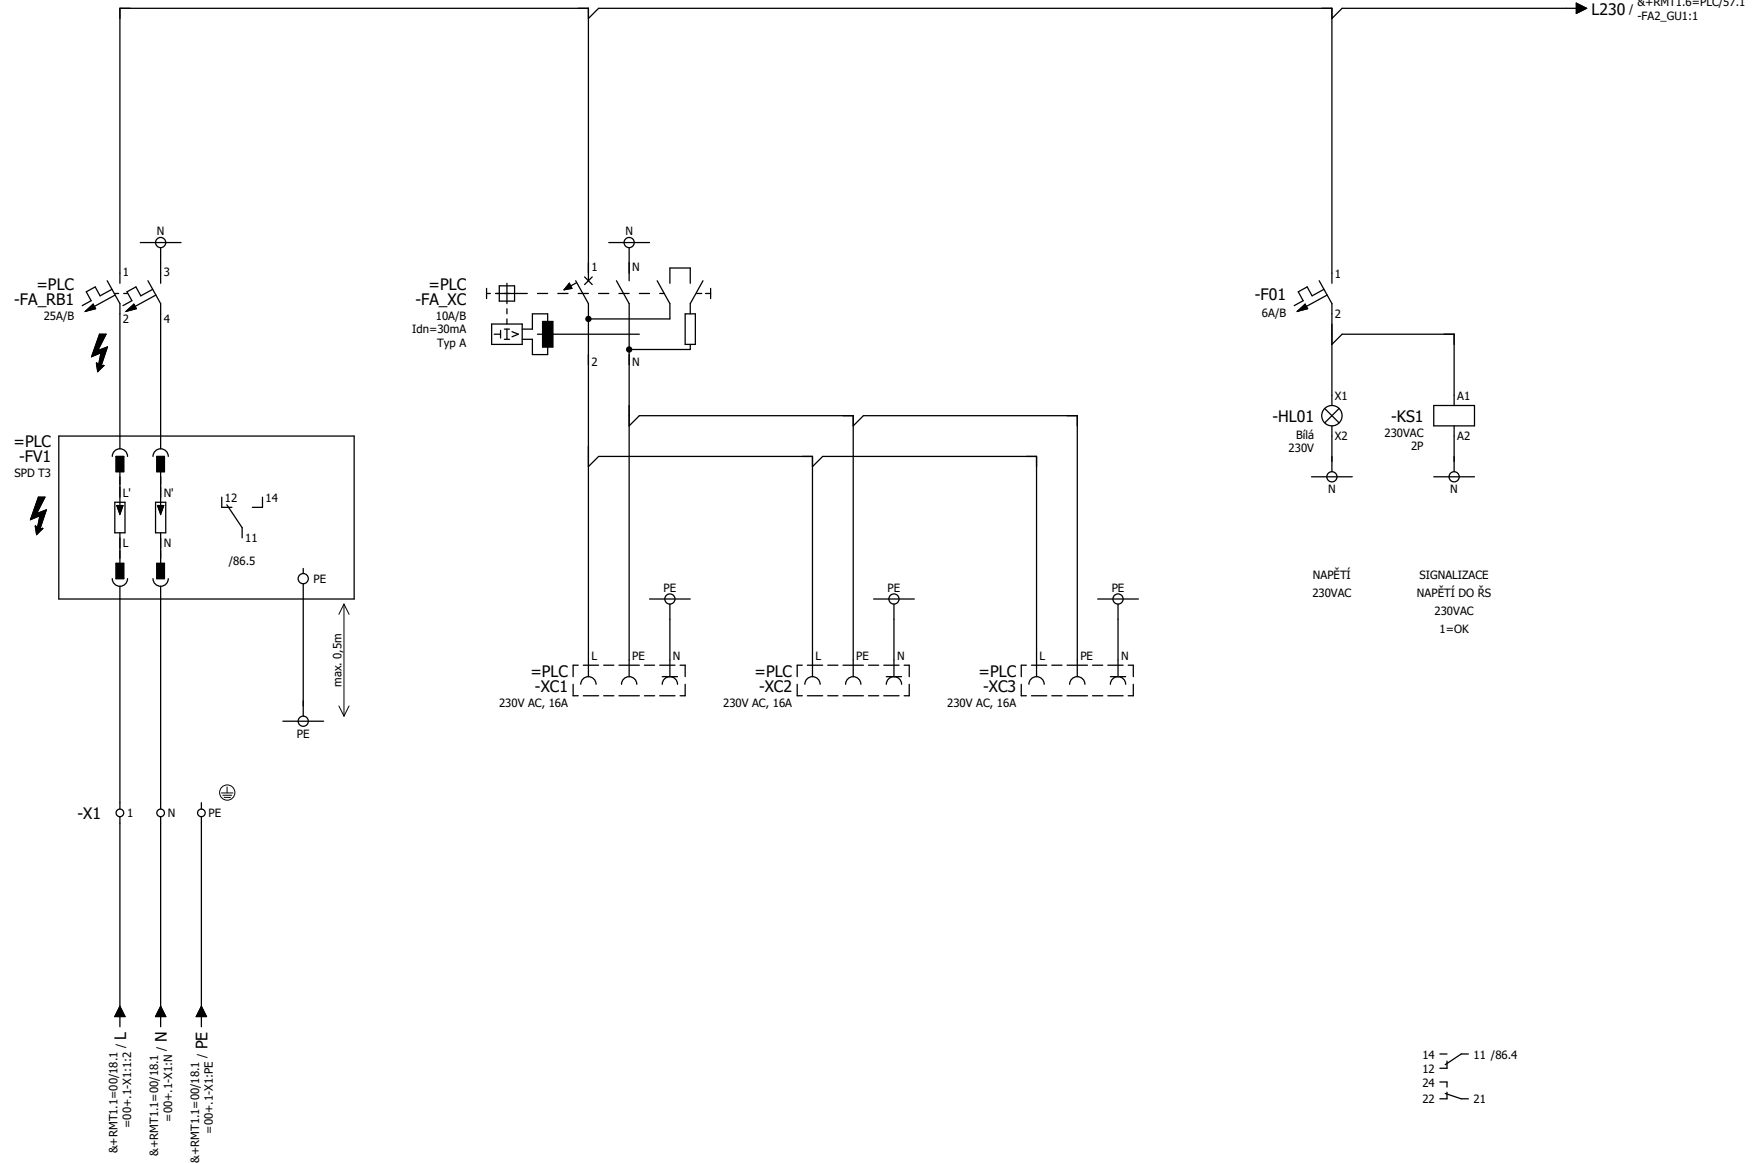 L230 / &+RMT1.6=PLC/57.1
-FA2_GU1:1
N
1
3
=PLC
-FA_RB1
25A/B
2
4
N
1
N
=PLC
-FA_XC
10A/B
Idn=30mA
Typ A
-I>
2
N
1
-F01
6A/B
2
X1
-HL01
Bílá
230V
X2
N
A1
-KS1
230VAC
2P
A2
N
=PLC
-FV1
SPD T3
L'
N'
L
N
12
14
11
/86.5
PE
max. 0,5m
PE
NAPĚTÍ
230VAC
SIGNALIZACE
NAPĚTÍ DO ŘS
230VAC
1=OK
PE
L
PE
N
=PLC
-XC1
230V AC, 16A
PE
L
PE
N
=PLC
-XC2
230V AC, 16A
PE
L
PE
N
=PLC
-XC3
230V AC, 16A
-X1
1
N
PE
&+RMT1.1=00/18.1 / L
=00+.1-X1:1:2
&+RMT1.1=00/18.1 / N
=00+.1-X1:N
&+RMT1.1=00/18.1 / PE
=00+.1-X1:PE
14
11 /86.4
12
24
22
21